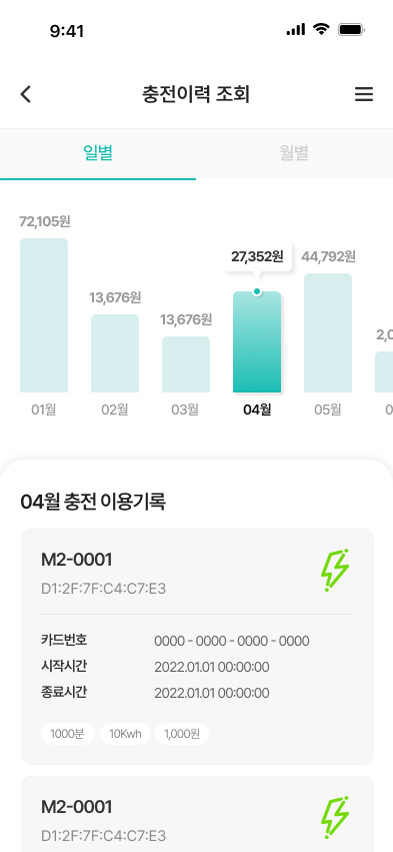 9:41
충전이력 조회
일별 월별
72,105원
27,352원 44,792원
13,676원
13,676원
2,0
01월 02월 03월 04월 05월 0
04월 충전 이용기록
M2-0001
D1:2F:7F:C4:C7:E3
카드번호 0000 - 0000 - 0000 - 0000
시작시간 2022.01.01 00:00:00
종료시간 2022.01.01 00:00:00
1000분 10Kwh 1,000원
M2-0001
D1:2F:7F:C4:C7:E3